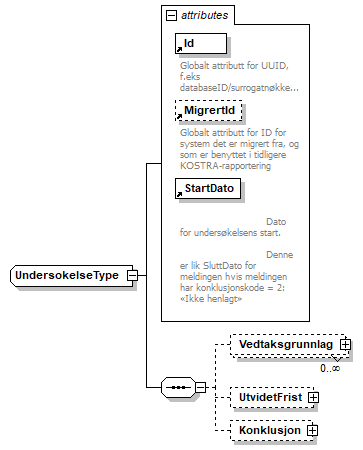 attributes
Id
Globalt attributt for UUID,
f.eks
databaseID/surrogatnøkke...
MigrertId
Globalt attributt for ID for
system det er migrert fra, og
som er benyttet i tidligere
KOSTRA-rapportering
StartDato
Dato
for undersøkelsens start.
Denne
er lik SluttDato for
meldingen hvis meldingen
har konklusjonskode = 2:
«Ikke henlagt»
UndersokelseType
Vedtaksgrunnlag
0..∞
UtvidetFrist
Konklusjon